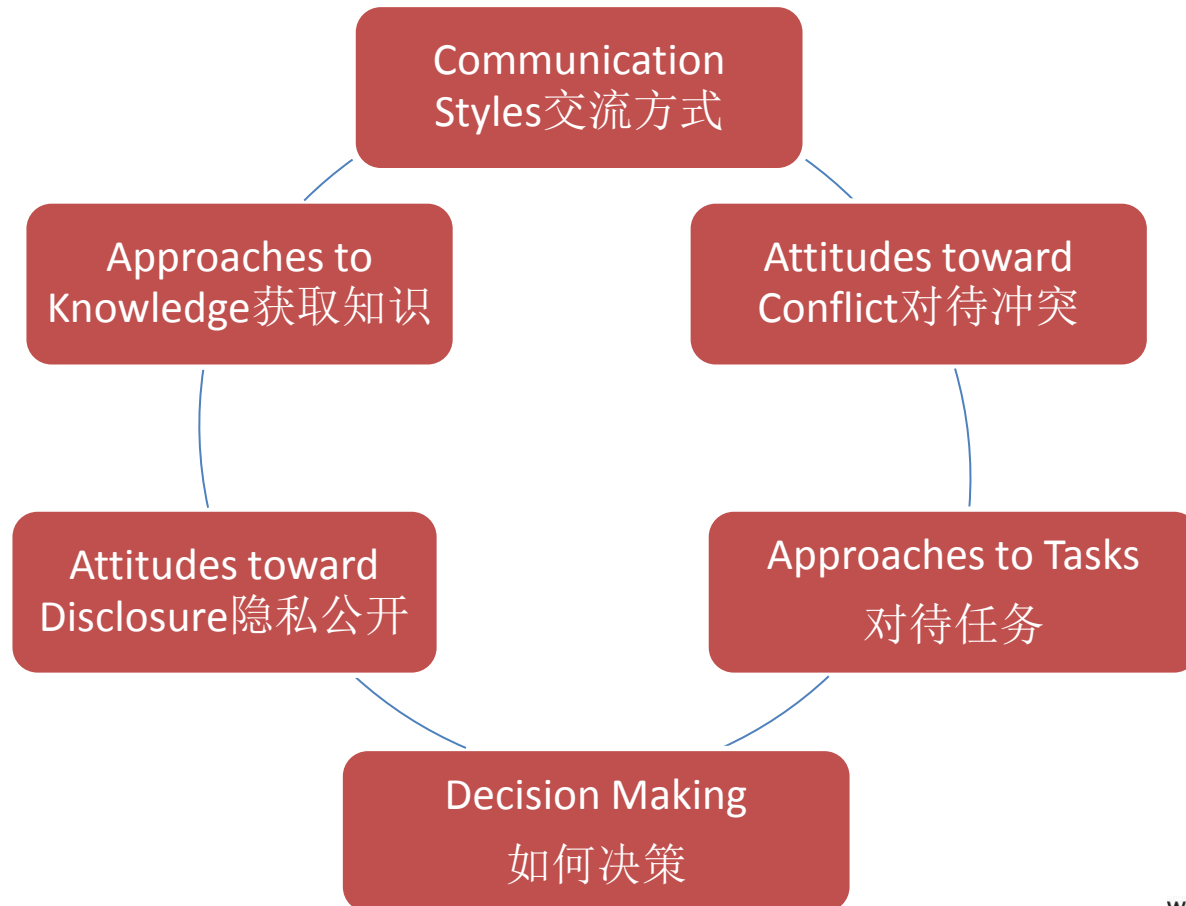 Communication
Styles交流方式
Approaches to
Knowledge获取知识
Attitudes toward
Conflict对待冲突
Attitudes toward
Disclosure隐私公开
Approaches to Tasks
对待任务
Decision Making
如何决策
w